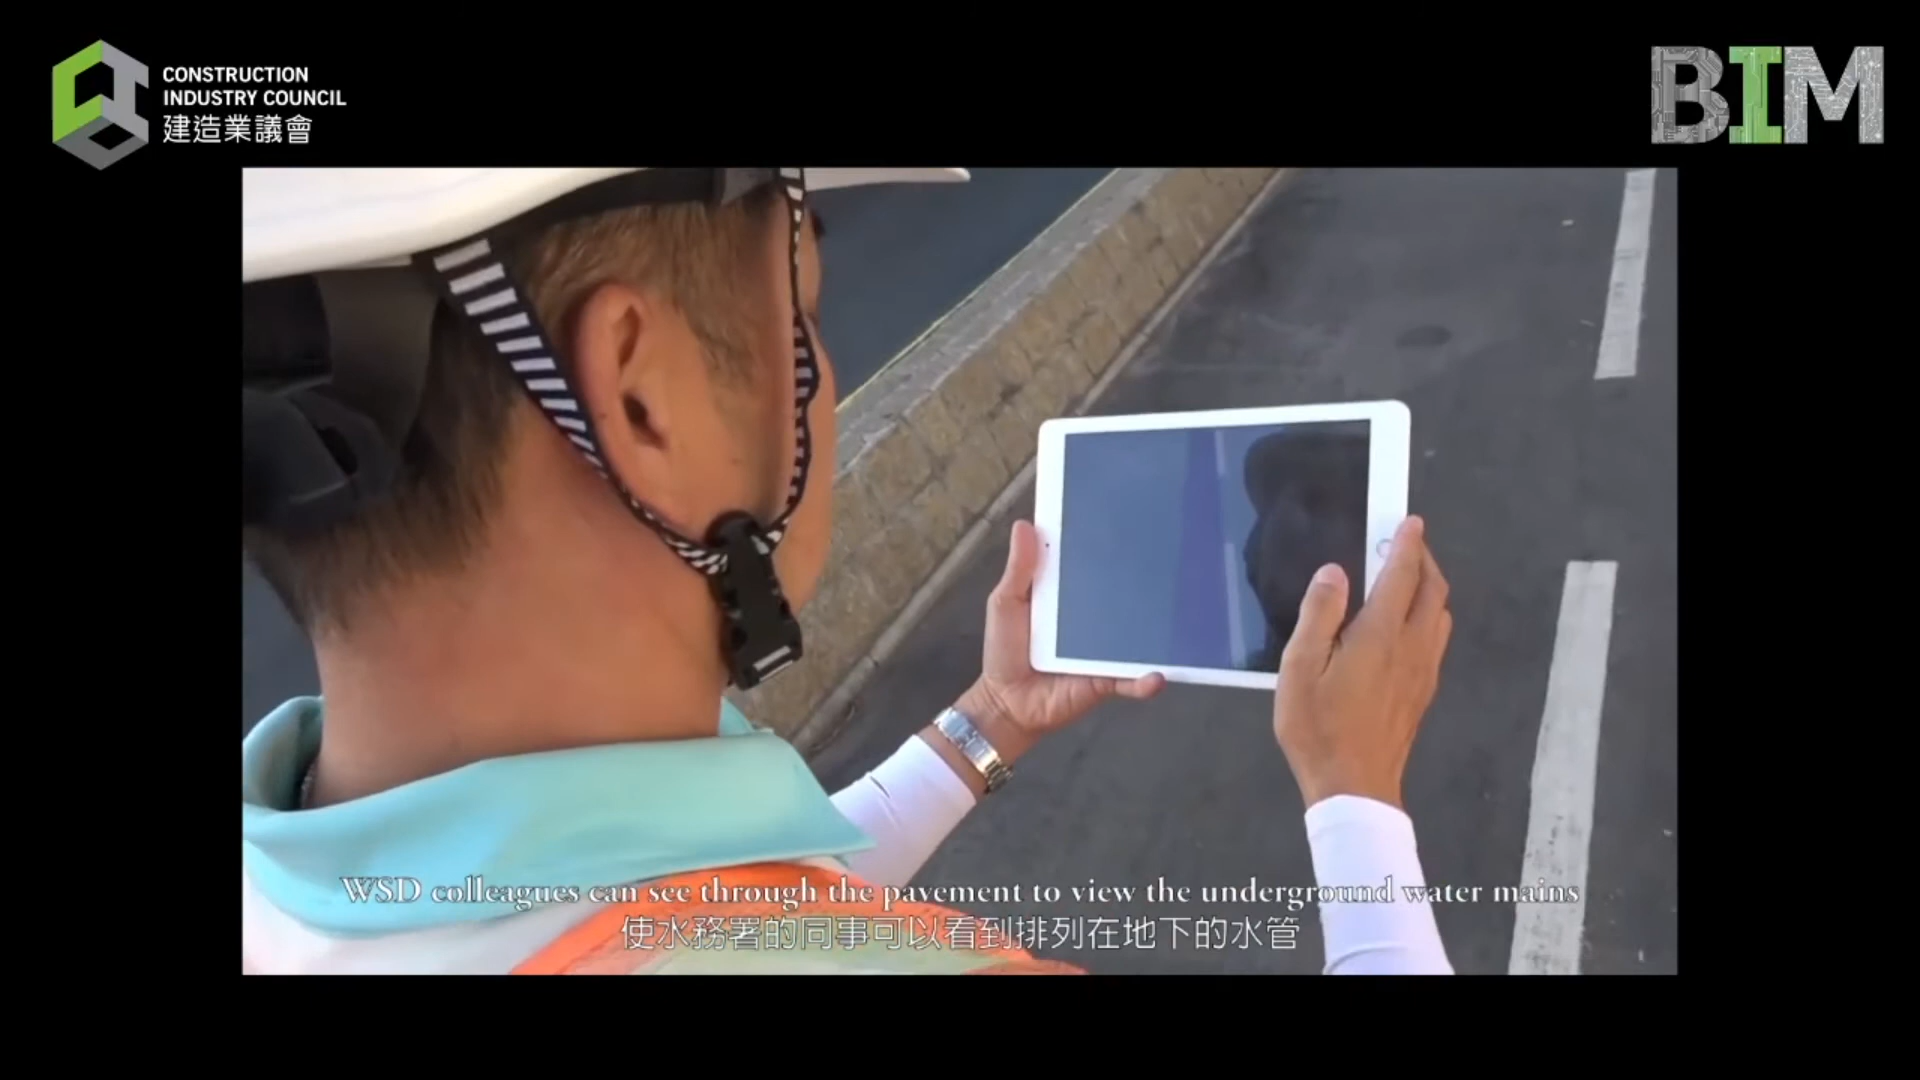 CONSTRUCTION
INDUSTRY COUNCIL
建造業議會
BIM
WSD colleagues can see through the pavement to view the underground water mains
使水務署的同事可以看到排列在地下的水管